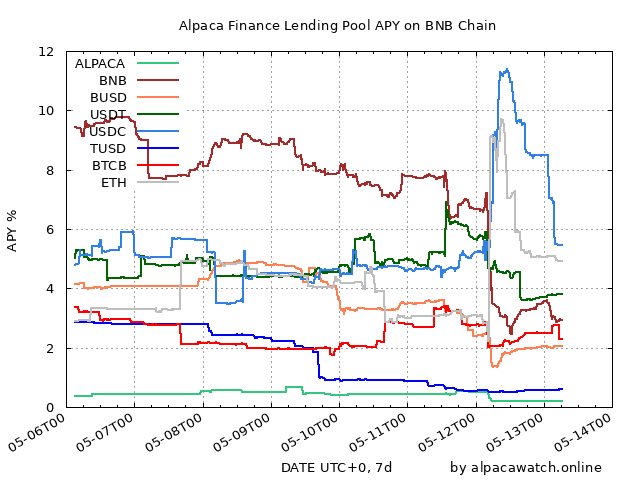 Alpaca Finance Lending Pool APY on BNB Chain
12
10
8
6
4
2
0
APY %
ALPACA
BNB
BUSD
USDT
USDC
TUSD
BTCB
ETH
05-06T00
05-07T00
05-08T00
05-09T00
05-10T00
05-11T00
05-12T00
05-13T00
05-14T00
DATE UTC+0, 7d
by alpacawatch.online